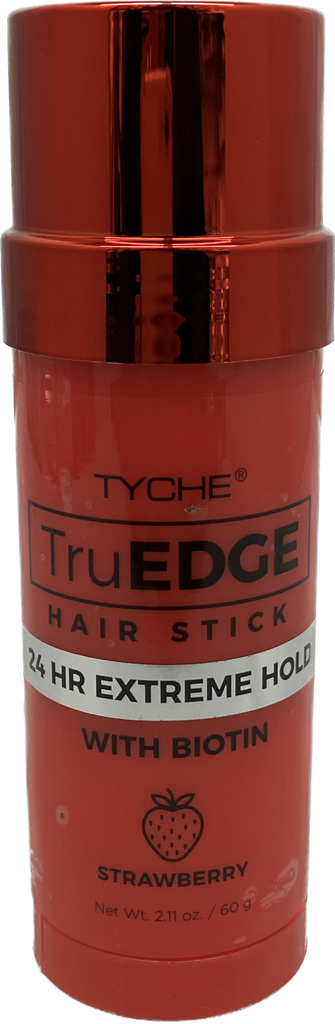 TYCHE®
TruEDGE
HAIR STICK
24 HR EXTREME HOLD
WITH BIOTIN
STRAWBERRY
Net Wt. 2.11 oz. / 60 g